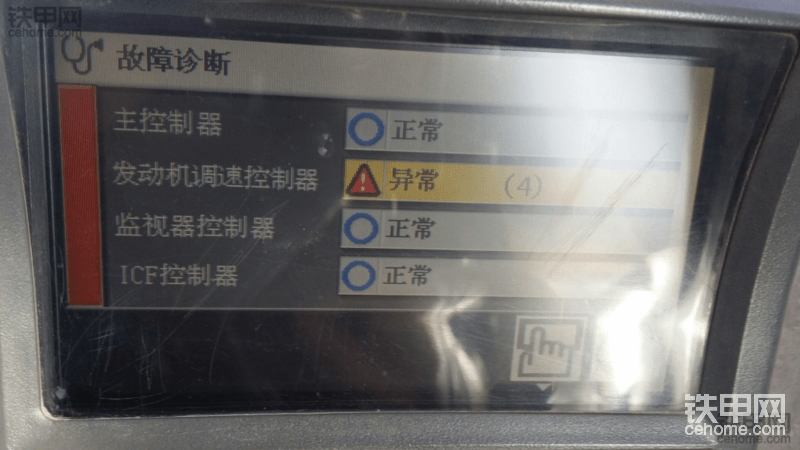 铁甲网
cehome.com
故障诊断
主控制器 正常
发动机调速控制器 异常 (4)
监视器控制器 正常
ICF控制器 正常
铁甲网
cehome.com
cehome.com